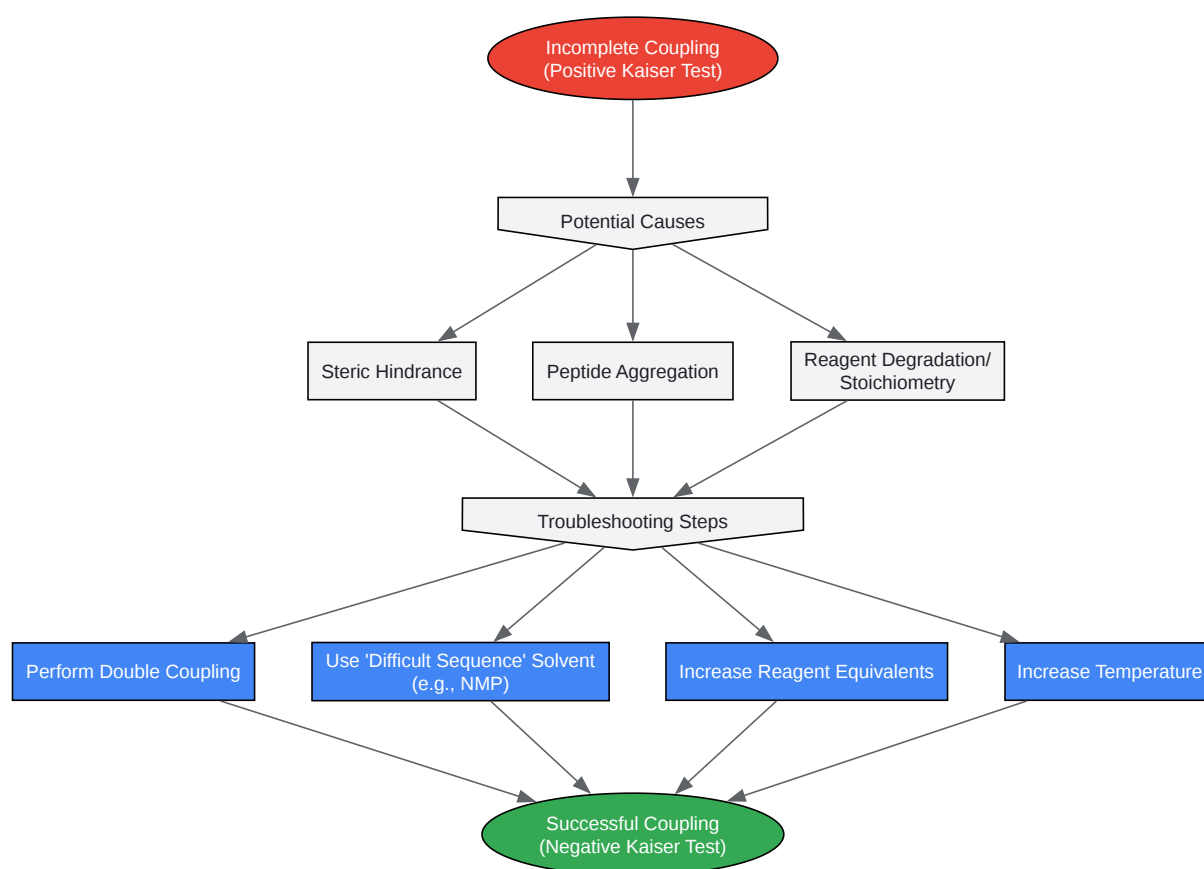 Incomplete Coupling
(Positive Kaiser Test)
Potential Causes
Steric Hindrance
Peptide Aggregation
Reagent Degradation/
Stoichiometry
Troubleshooting Steps
Perform Double Coupling
Use 'Difficult Sequence' Solvent
(e.g., NMP)
Increase Reagent Equivalents
Increase Temperature
Successful Coupling
(Negative Kaiser Test)